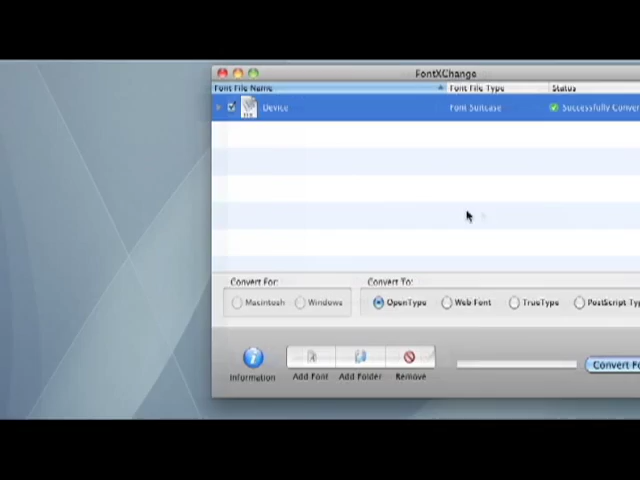 FontXChange
Font File Name Font File Type Status
Device Font Suitcase Successfully Conver
Convert For: Convert To:
Macintosh Windows OpenType Web Font TrueType PostScript Typ
Convert Fo
Information Add Font Add Folder Remove